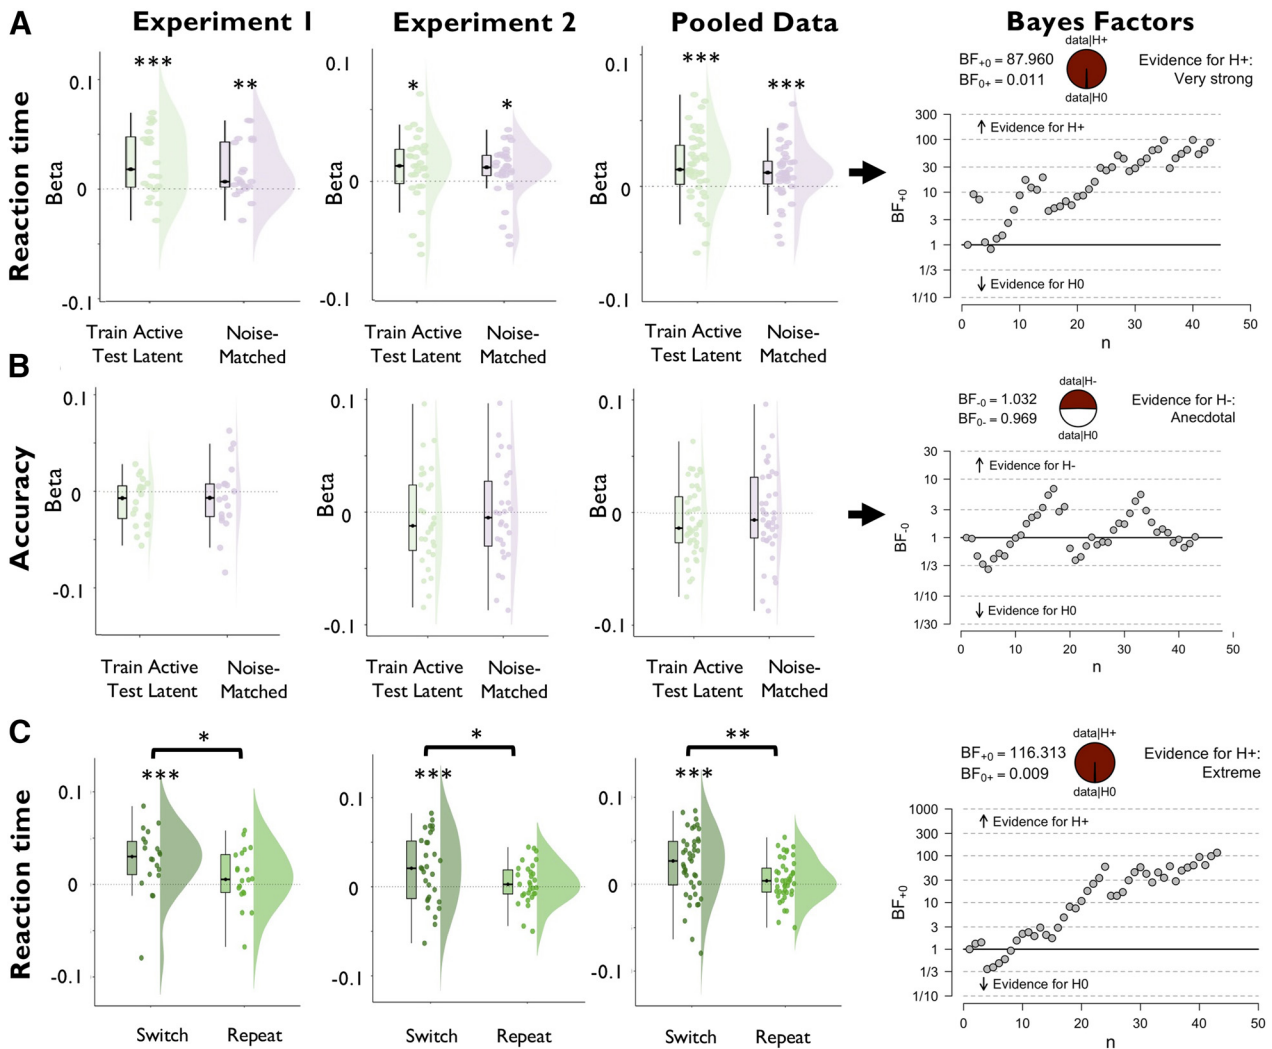 A
Experiment 1
Experiment 2
Pooled Data
Bayes Factors
Reaction time
Beta
0.1
0
-0.1
***
**
Train Active
Test Latent
Noise-
Matched
Beta
0.1
0
-0.1
*
*
Train Active
Test Latent
Noise-
Matched
Beta
0.1
0
-0.1
***
***
Train Active
Test Latent
Noise-
Matched
BF+0 = 87.960
BF0+ = 0.011
data|H+
data|H0
Evidence for H+:
Very strong
300
100
30
10
3
1
1/3
1/10
BF+0
↑ Evidence for H+
↓ Evidence for H0
0 10 20 30 40 50
n
B
Accuracy
Beta
0.1
0
-0.1
Train Active
Test Latent
Noise-
Matched
Beta
0.1
0
-0.1
Train Active
Test Latent
Noise-
Matched
Beta
0.1
0
-0.1
Train Active
Test Latent
Noise-
Matched
BF-0 = 1.032
BF0- = 0.969
data|H-
data|H0
Evidence for H-:
Anecdotal
30
10
3
1
1/3
1/10
1/30
BF-0
↑ Evidence for H-
↓ Evidence for H0
0 10 20 30 40 50
n
C
Reaction time
0.1
0
-0.1
*
***
Switch
Repeat
0.1
0
-0.1
*
***
Switch
Repeat
0.1
0
-0.1
**
***
Switch
Repeat
BF+0 = 116.313
BF0+ = 0.009
data|H+
data|H0
Evidence for H+:
Extreme
1000
300
100
30
10
3
1
1/3
1/10
BF+0
↑ Evidence for H+
↓ Evidence for H0
0 10 20 30 40 50
n